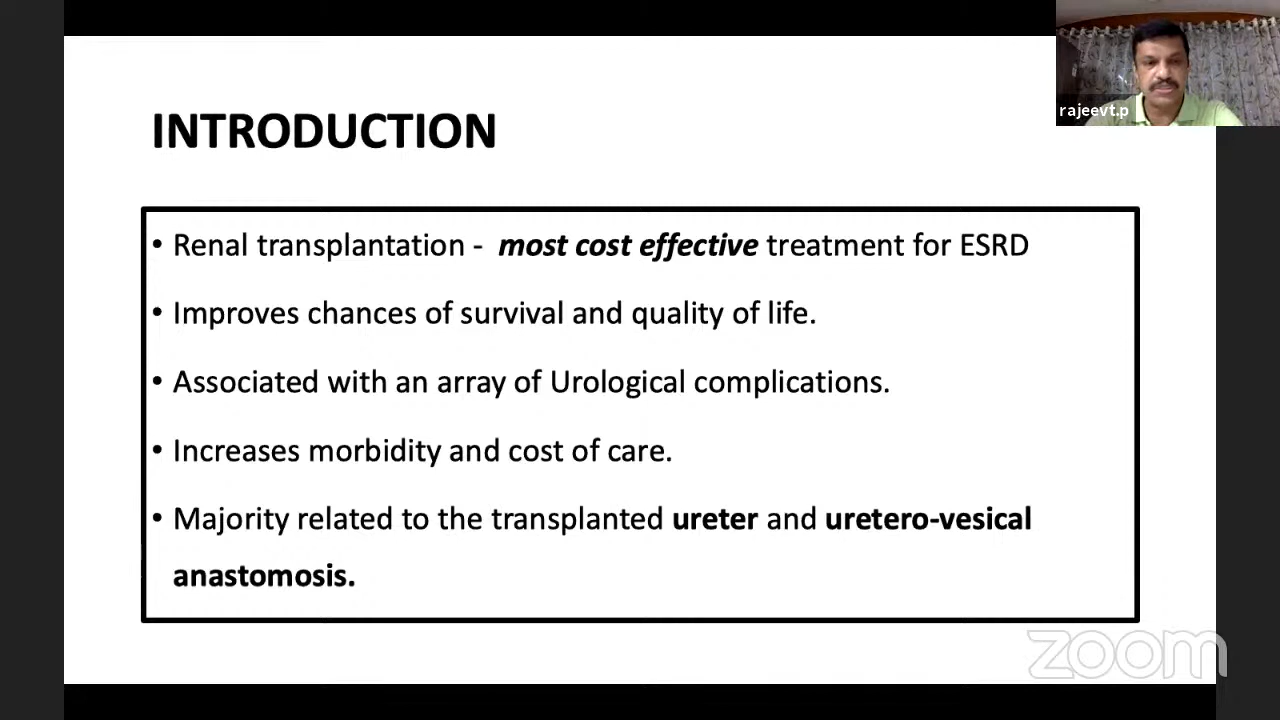 rajeevt.p
INTRODUCTION
• Renal transplantation - most cost effective treatment for ESRD
• Improves chances of survival and quality of life.
• Associated with an array of Urological complications.
• Increases morbidity and cost of care.
• Majority related to the transplanted ureter and uretero-vesical
anastomosis.
zoom